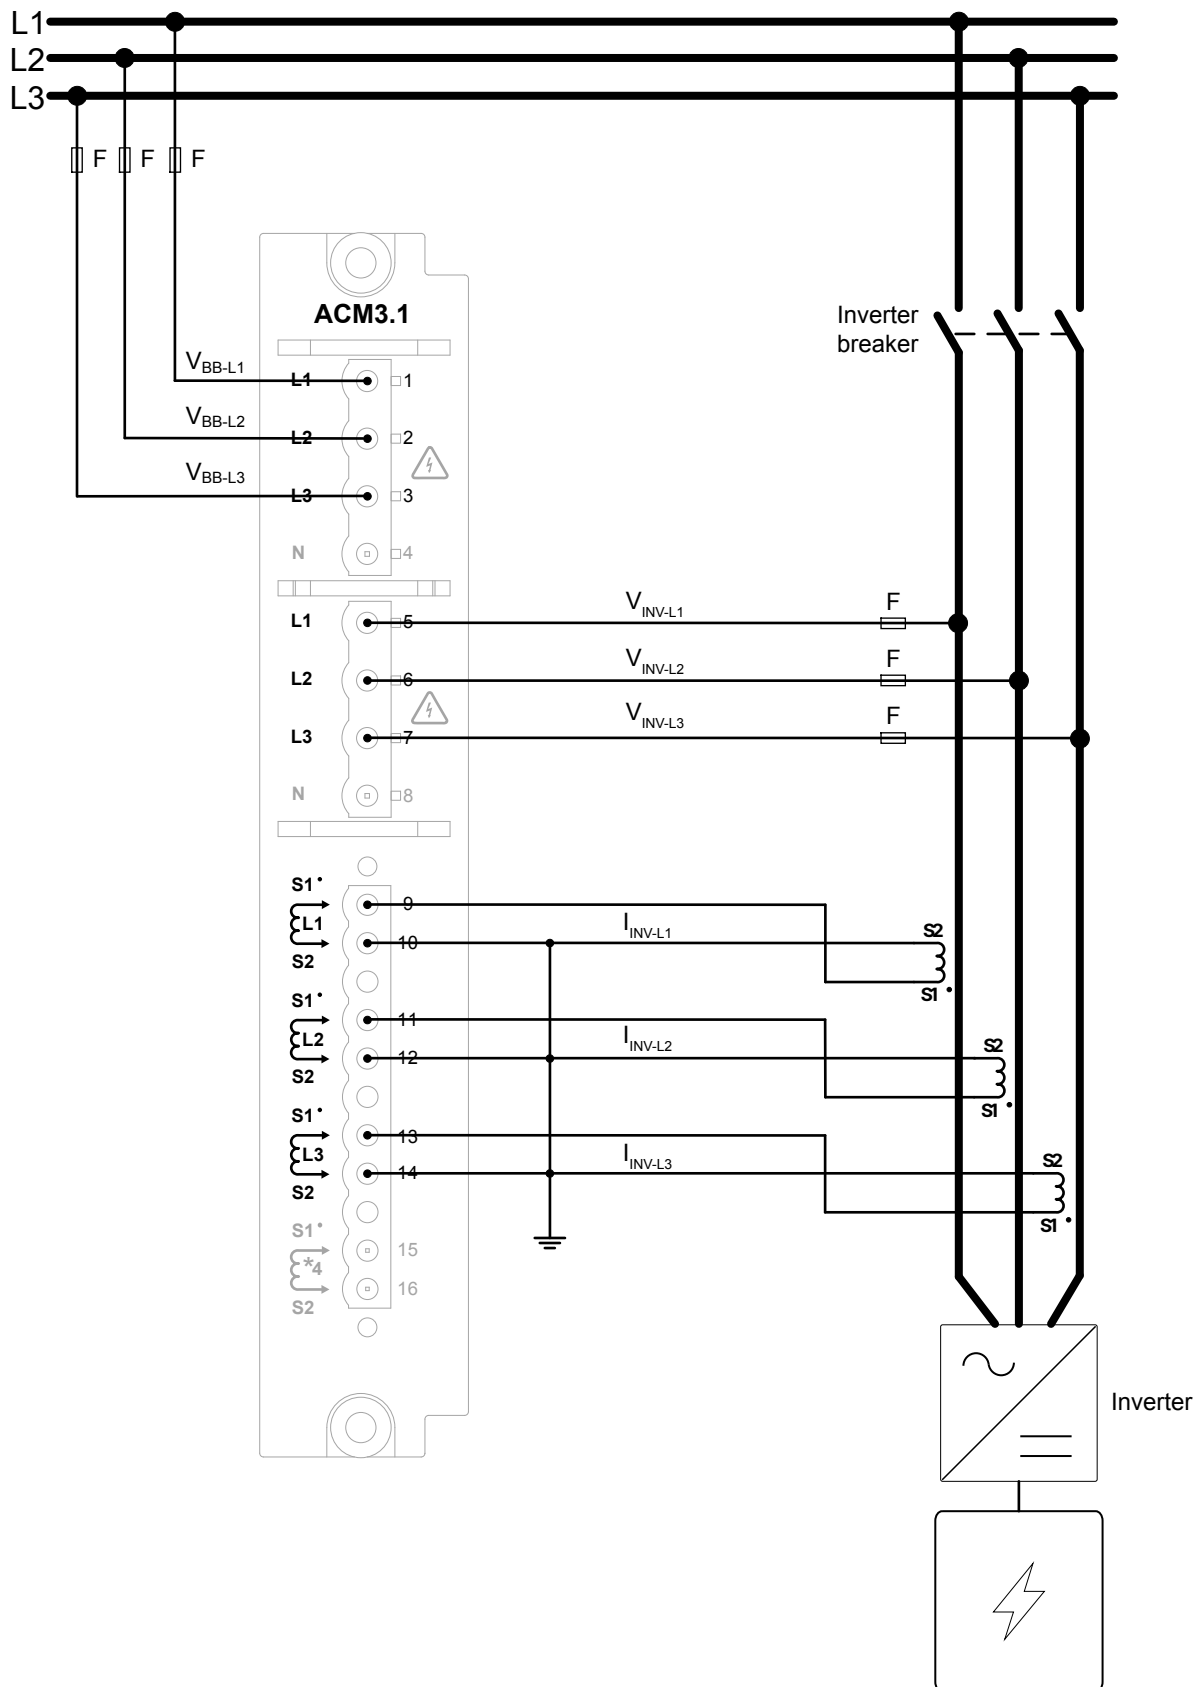 L1
L2
L3
F
F
F
ACM3.1
Inverter
breaker
VBB-L1
L1
1
VBB-L2
L2
2
VBB-L3
L3
3
N
4
L1
5
VINV-L1
F
L2
6
VINV-L2
F
L3
7
VINV-L3
F
N
8
S1•
L1
S2
9
10
IINV-L1
S2
S1•
S1•
L2
S2
11
12
IINV-L2
S2
S1•
S1•
L3
S2
13
14
IINV-L3
S2
S1•
S1•
*4
S2
15
16
Inverter